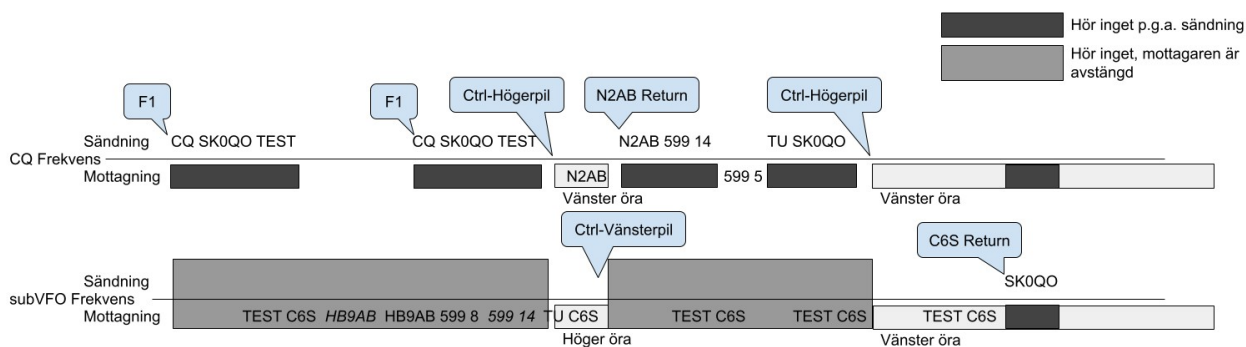 Hör inget p.g.a. sändning
Hör inget, mottagaren är
avstängd
F1
F1
Ctrl-Högerpil
N2AB Return
Ctrl-Högerpil
Sändning CQ SK0QO TEST CQ SK0QO TEST N2AB 599 14 TU SK0QO
CQ Frekvens
Mottagning N2AB 599 5
Vänster öra Vänster öra
Ctrl-Vänsterpil
C6S Return
Sändning SK0QO
subVFO Frekvens
Mottagning TEST C6S HB9AB HB9AB 599 8 599 14 TU C6S TEST C6S TEST C6S TEST C6S
Höger öra Vänster öra